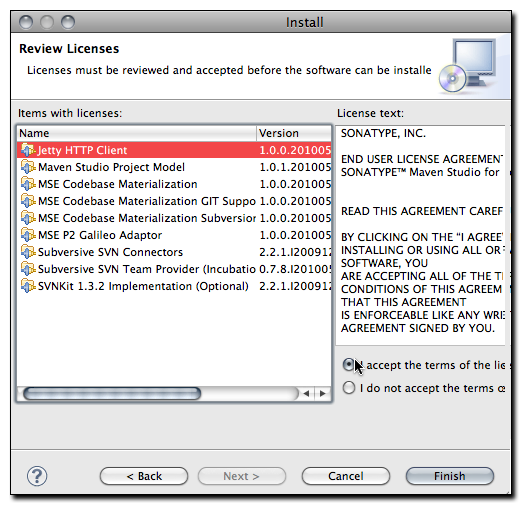 Install
Review Licenses
Licenses must be reviewed and accepted before the software can be installe
Items with licenses:
Name Version
Jetty HTTP Client 1.0.0.201005
Maven Studio Project Model 1.0.1.201005
MSE Codebase Materialization 1.0.0.201005
MSE Codebase Materialization GIT Suppo 1.0.0.201005
MSE Codebase Materialization Subversior 1.0.0.201005
MSE P2 Galileo Adaptor 1.0.0.201005
Subversive SVN Connectors 2.2.1.I200912
Subversive SVN Team Provider (Incubatio 0.7.8.I201005
SVNKit 1.3.2 Implementation (Optional) 2.2.1.I200912
License text:
SONATYPE, INC.
END USER LICENSE AGREEMENT
SONATYPE™ Maven Studio for
READ THIS AGREEMENT CAREF
BY CLICKING ON THE "I AGREE
INSTALLING OR USING ALL OR
SOFTWARE, YOU
ARE ACCEPTING ALL OF THE TE
CONDITIONS OF THIS AGREEM
THAT THIS AGREEMENT
IS ENFORCEABLE LIKE ANY WRI
AGREEMENT SIGNED BY YOU.
I accept the terms of the
I do not accept the terms
? < Back Next > Cancel Finish